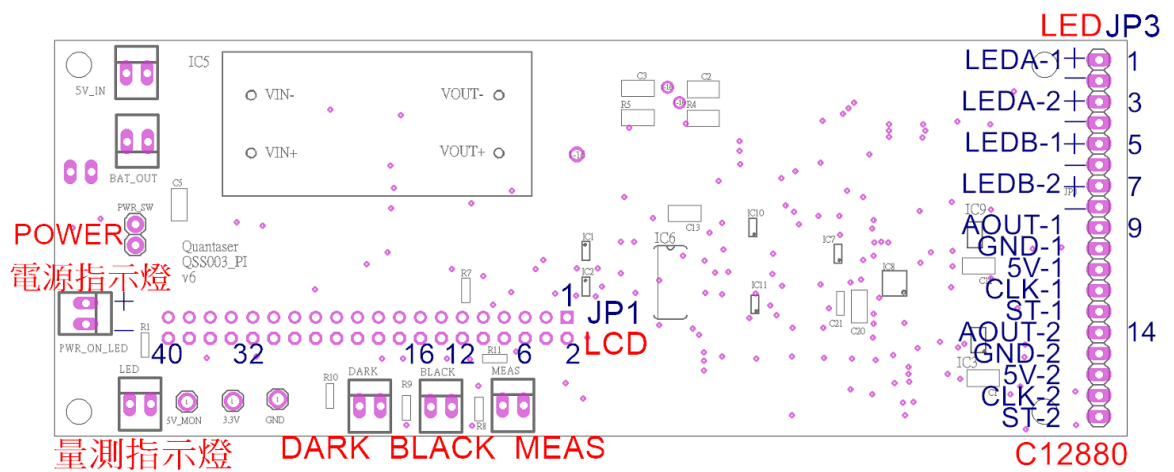 LED JP3
LEDA-1 + 1
5V_IN
IC5
VIN-
VOUT-
C3
C2
-
LEDA-2 + 3
R5
R4
-
LEDB-1 + 5
VIN+
VOUT+
-
BAT_OUT
LEDB-2 + 7
C5
-
PWR_SW
POWER
C13
IC9
AOUT-1 9
IC10
GND-1
Quantaser
QSS003_PI
v6
IC1
IC6
IC7
5V-1
電源指示燈
IC2
IC8
CLK-1
R7
+
-
1 JP1
IC11
C21
C20
ST-1
PWR_ON_LED
R1
40 32 16 12 6 2
LCD
AOUT-2 14
GND-2
R11
IC3
LED
R10
DARK
R9
BLACK
R8
MEAS
5V-2
5V_MON
3.3V
GND
CLK-2
ST-2
量測指示燈
DARK BLACK MEAS
C12880